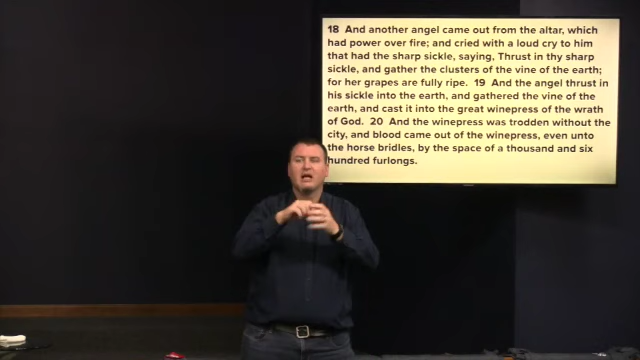 18 And another angel came out from the altar, which
had power over fire; and cried with a loud cry to him
that had the sharp sickle, saying, Thrust in thy sharp
sickle, and gather the clusters of the vine of the earth;
for her grapes are fully ripe. 19 And the angel thrust in
his sickle into the earth, and gathered the vine of the
earth, and cast it into the great winepress of the wrath
of God. 20 And the winepress was trodden without the
city, and blood came out of the winepress, even unto
the horse bridles, by the space of a thousand and six
hundred furlongs.